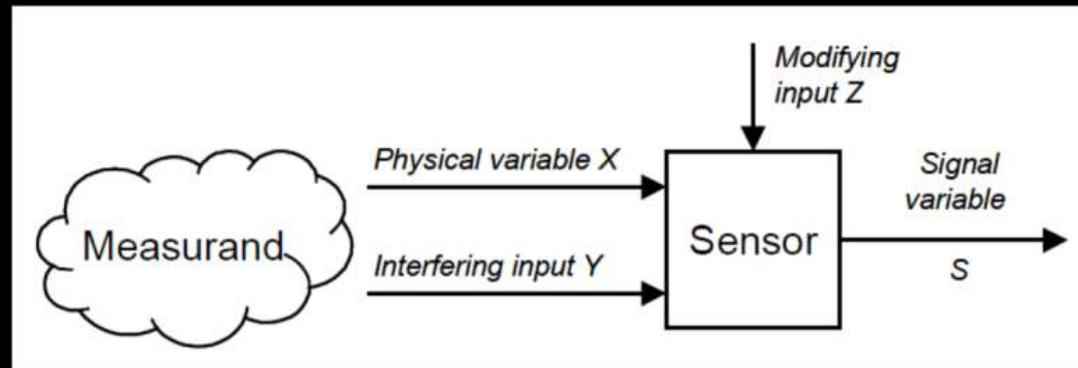 Modifying
input Z
Physical variable X
Signal
variable
Measurand
Sensor
Interfering input Y
S